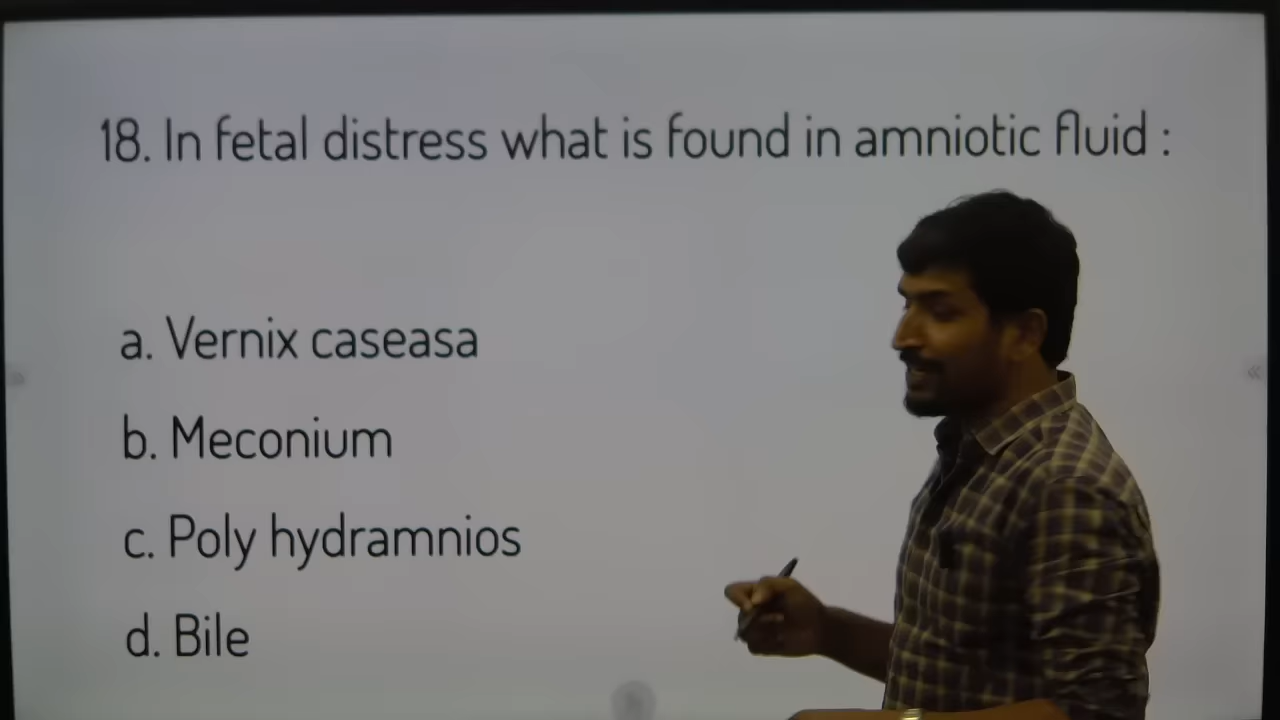 18. In fetal distress what is found in amniotic fluid :
a. Vernix caseasa
b. Meconium
c. Poly hydramnios
d. Bile